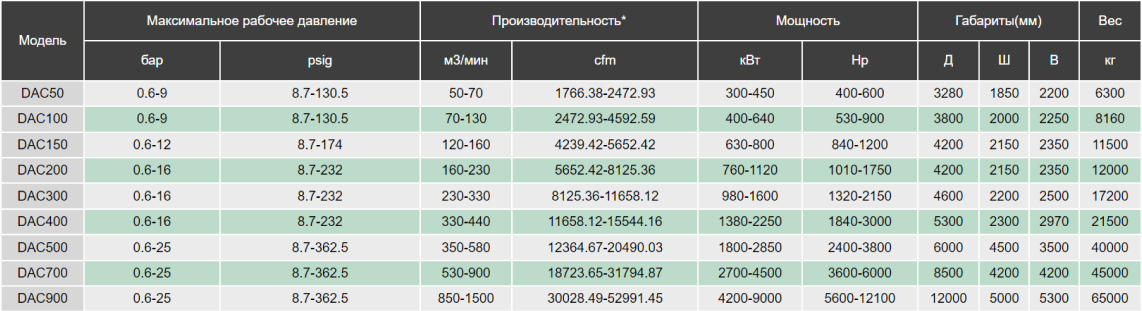 Модель Максимальное рабочее давление Производительность* Мощность Габариты(мм) Вес
бар psig м3/мин cfm кВт Hp Д Ш В кг
DAC50 0.6-9 8.7-130.5 50-70 1766.38-2472.93 300-450 400-600 3280 1850 2200 6300
DAC100 0.6-9 8.7-130.5 70-130 2472.93-4592.59 400-640 530-900 3800 2000 2250 8160
DAC150 0.6-12 8.7-174 120-160 4239.42-5652.42 630-800 840-1200 4200 2150 2350 11500
DAC200 0.6-16 8.7-232 160-230 5652.42-8125.36 760-1120 1010-1750 4200 2150 2350 12000
DAC300 0.6-16 8.7-232 230-330 8125.36-11658.12 980-1600 1320-2150 4600 2200 2500 17200
DAC400 0.6-16 8.7-232 330-440 11658.12-15544.16 1380-2250 1840-3000 5300 2300 2970 21500
DAC500 0.6-25 8.7-362.5 350-580 12364.67-20490.03 1800-2850 2400-3800 6000 4500 3500 40000
DAC700 0.6-25 8.7-362.5 530-900 18723.65-31794.87 2700-4500 3600-6000 8500 4200 4200 45000
DAC900 0.6-25 8.7-362.5 850-1500 30028.49-52991.45 4200-9000 5600-12100 12000 5000 5300 65000